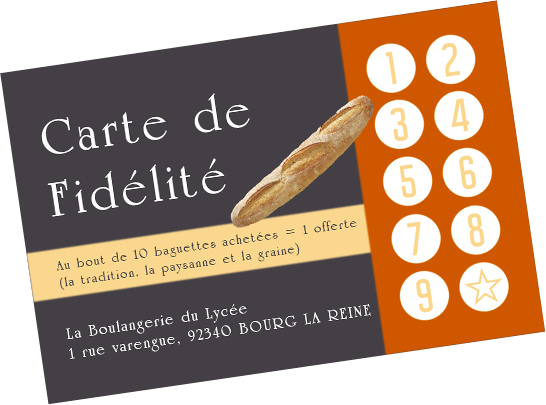 Carte de
Fidélité
Au bout de 10 baguettes achetées = 1 offerte
(la tradition, la paysanne et la graine)
La Boulangerie du Lycée
1 rue varengue, 92340 BOURG LA REINE
1 2
3 4
5 6
7 8
9